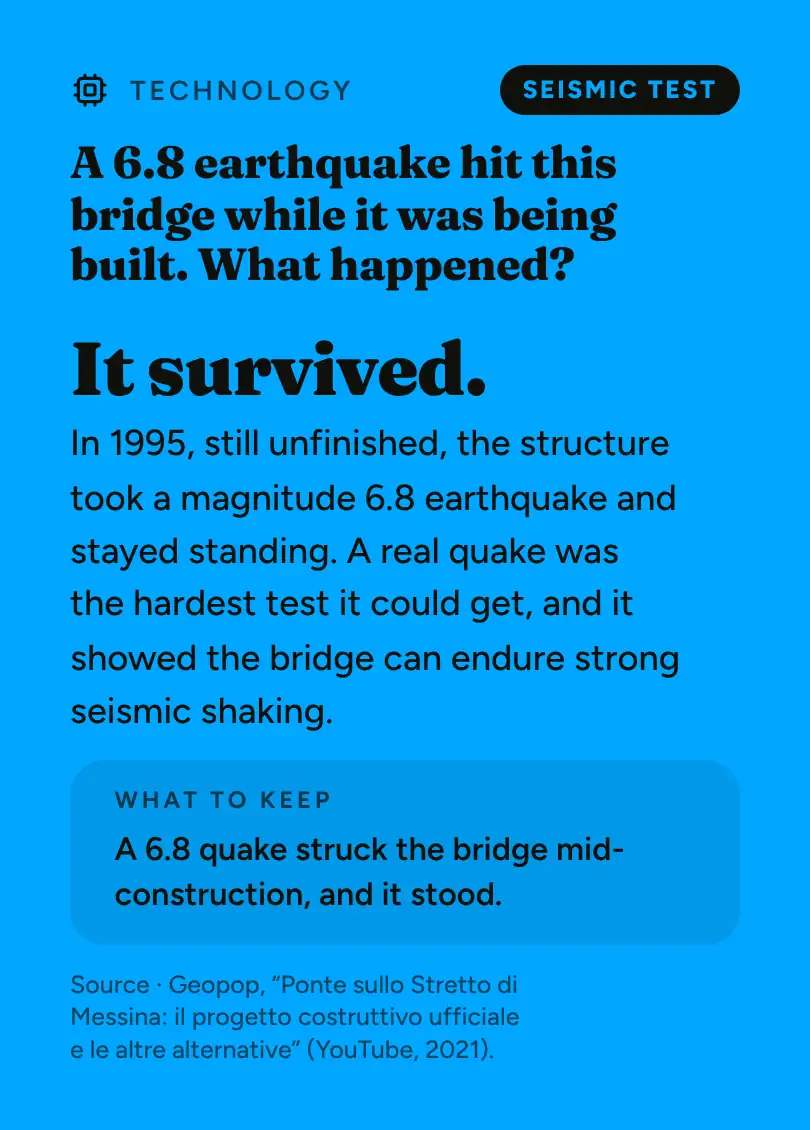 TECHNOLOGY
SEISMIC TEST
A 6.8 earthquake hit this
bridge while it was being
built. What happened?
It survived.
In 1995, still unfinished, the structure
took a magnitude 6.8 earthquake and
stayed standing. A real quake was
the hardest test it could get, and it
showed the bridge can endure strong
seismic shaking.
WHAT TO KEEP
A 6.8 quake struck the bridge mid-
construction, and it stood.
Source · Geopop, “Ponte sullo Stretto di
Messina: il progetto costruttivo ufficiale
e le altre alternative” (YouTube, 2021).